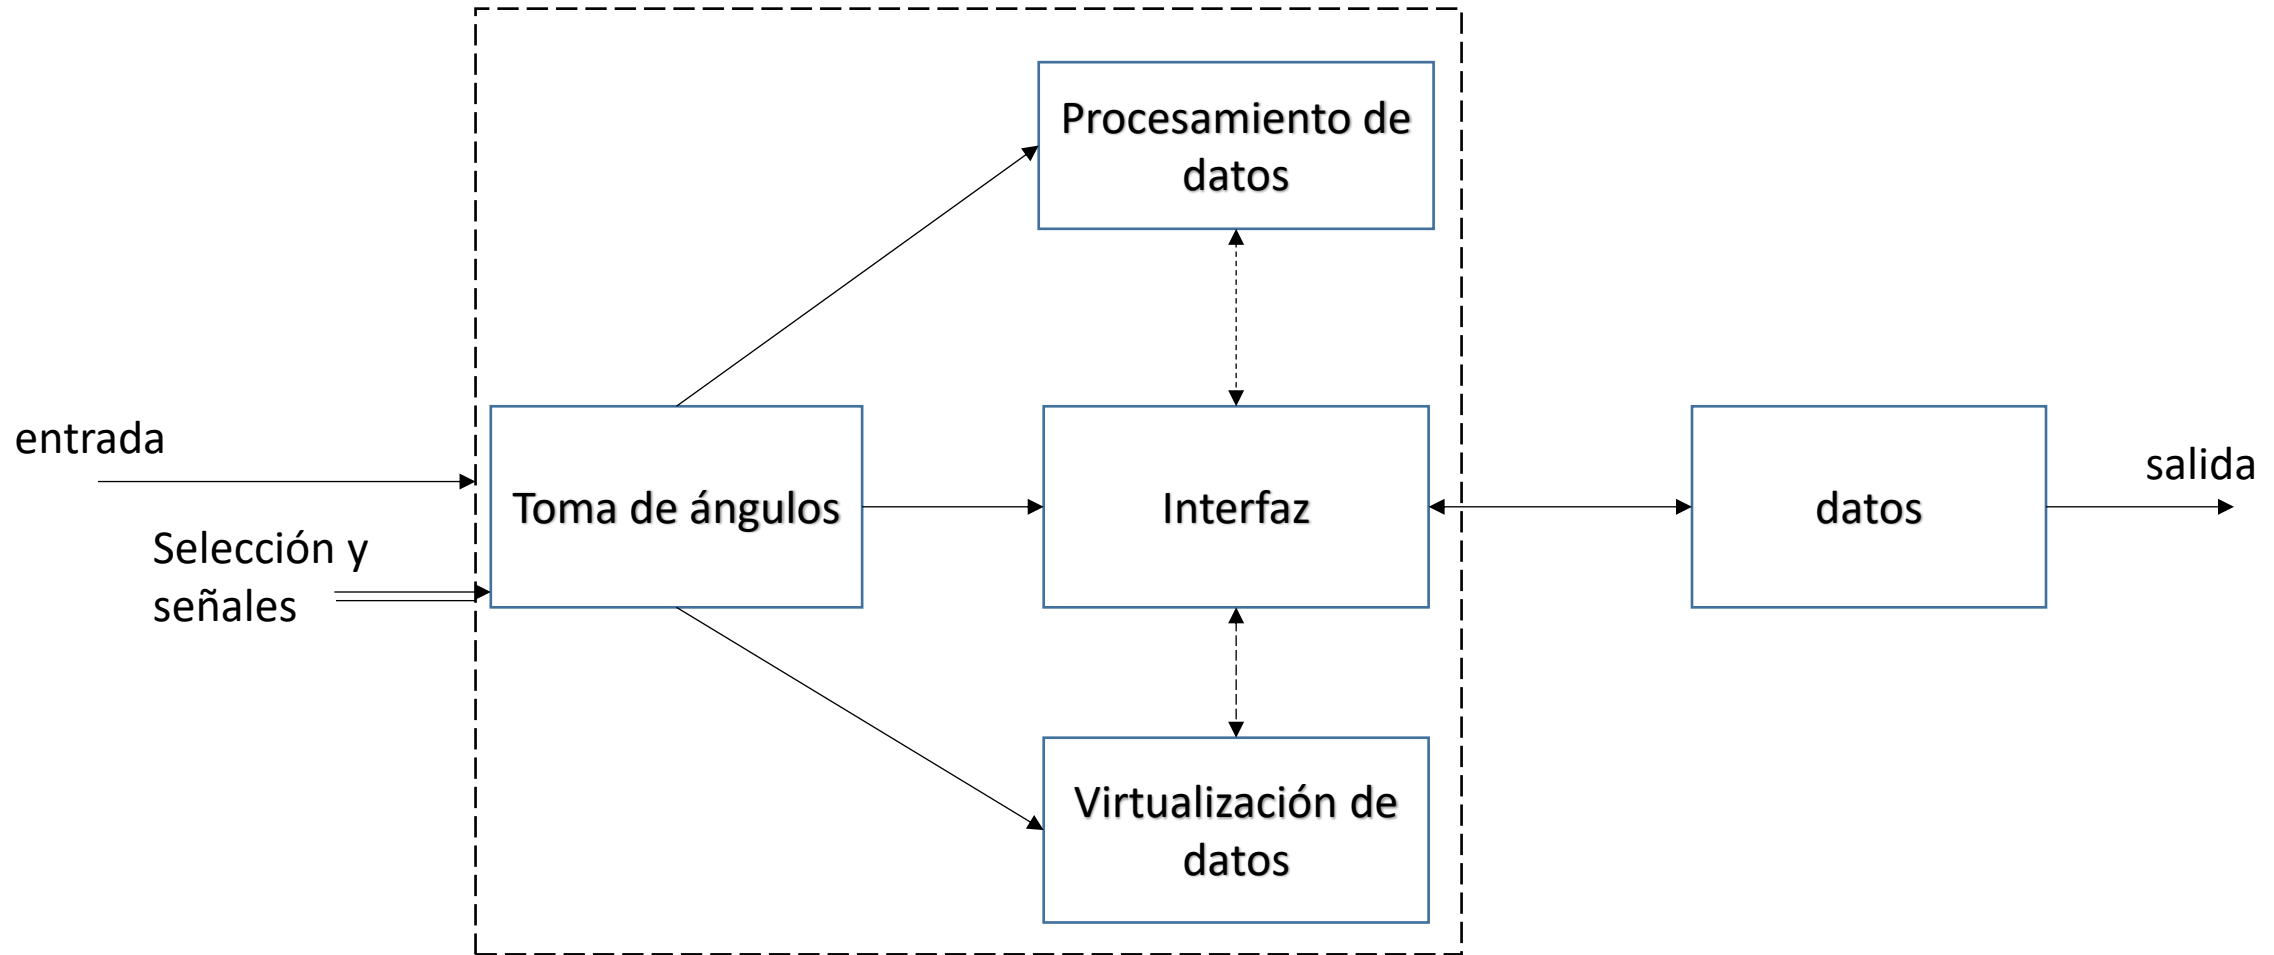 Procesamiento de
datos
entrada
Selección y
señales
Toma de ángulos
Interfaz
datos
salida
Virtualización de
datos